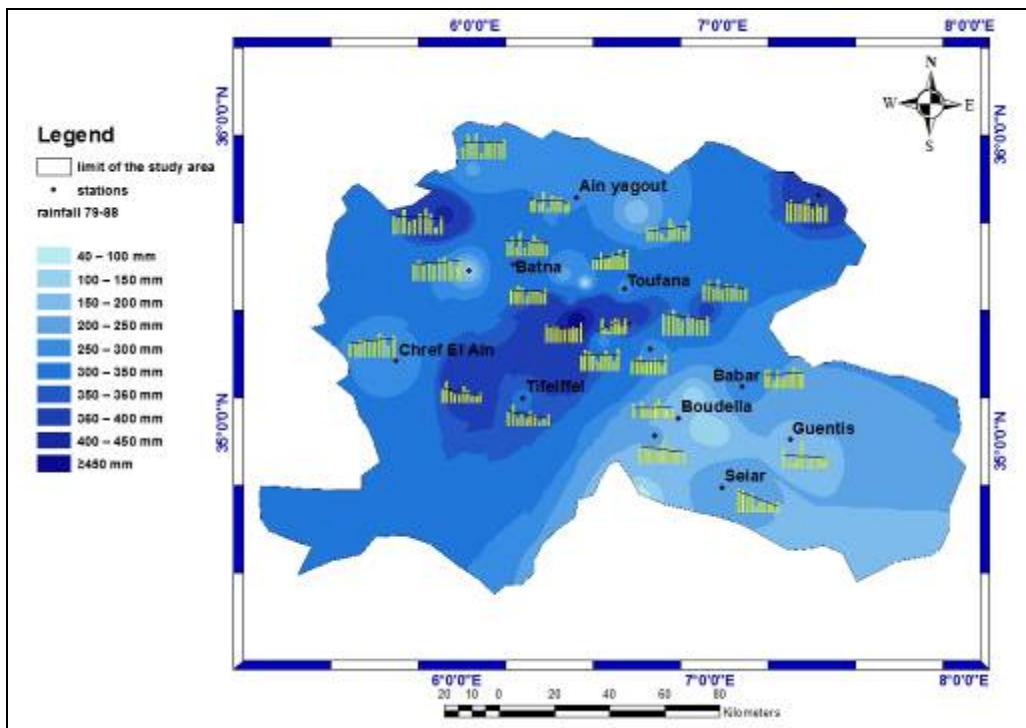 6°0'0"E 7°0'0"E 8°0'0"E
N
W E
S
36°0'0"N 36°0'0"N
Legend
limit of the study area
stations
rainfall 79-88
40 – 100 mm
100 – 150 mm
150 – 200 mm
200 – 250 mm
250 – 300 mm
300 – 350 mm
350 – 360 mm
360 – 400 mm
400 – 450 mm
≥450 mm
Ain yagout
Batna
Toufana
Chref El Ain
Tifelffel
Babar
Boudella
Guentis
Selar
35°0'0"N 35°0'0"N
6°0'0"E 7°0'0"E 8°0'0"E
20 10 0 20 40 60 80
Kilometers